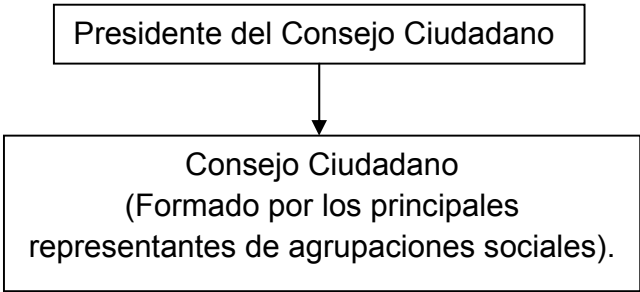 Presidente del Consejo Ciudadano
Consejo Ciudadano
(Formado por los principales
representantes de agrupaciones sociales).